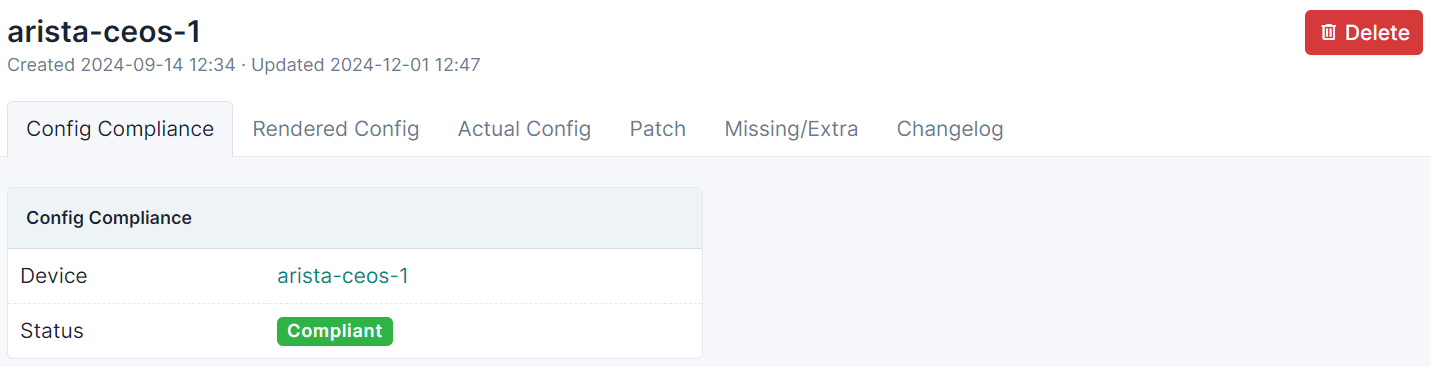 arista-ceos-1
Delete
Created 2024-09-14 12:34 · Updated 2024-12-01 12:47
Config Compliance Rendered Config Actual Config Patch Missing/Extra Changelog
Config Compliance
Device arista-ceos-1
Status Compliant